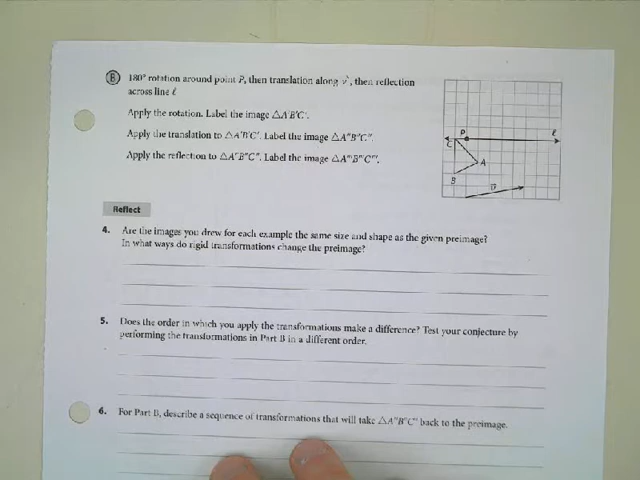 B 180° rotation around point P, then translation along v⃗, then reflection
across line ℓ
Apply the rotation. Label the image △A'B'C'.
Apply the translation to △A'B'C'. Label the image △A"B"C".
Apply the reflection to △A"B"C". Label the image △A'''B'''C'''.
P
ℓ
C
A
B
v⃗
Reflect
4. Are the images you drew for each example the same size and shape as the given preimage?
In what ways do rigid transformations change the preimage?
5. Does the order in which you apply the transformations make a difference? Test your conjecture by
performing the transformations in Part B in a different order.
6. For Part B, describe a sequence of transformations that will take △A"B"C" back to the preimage.